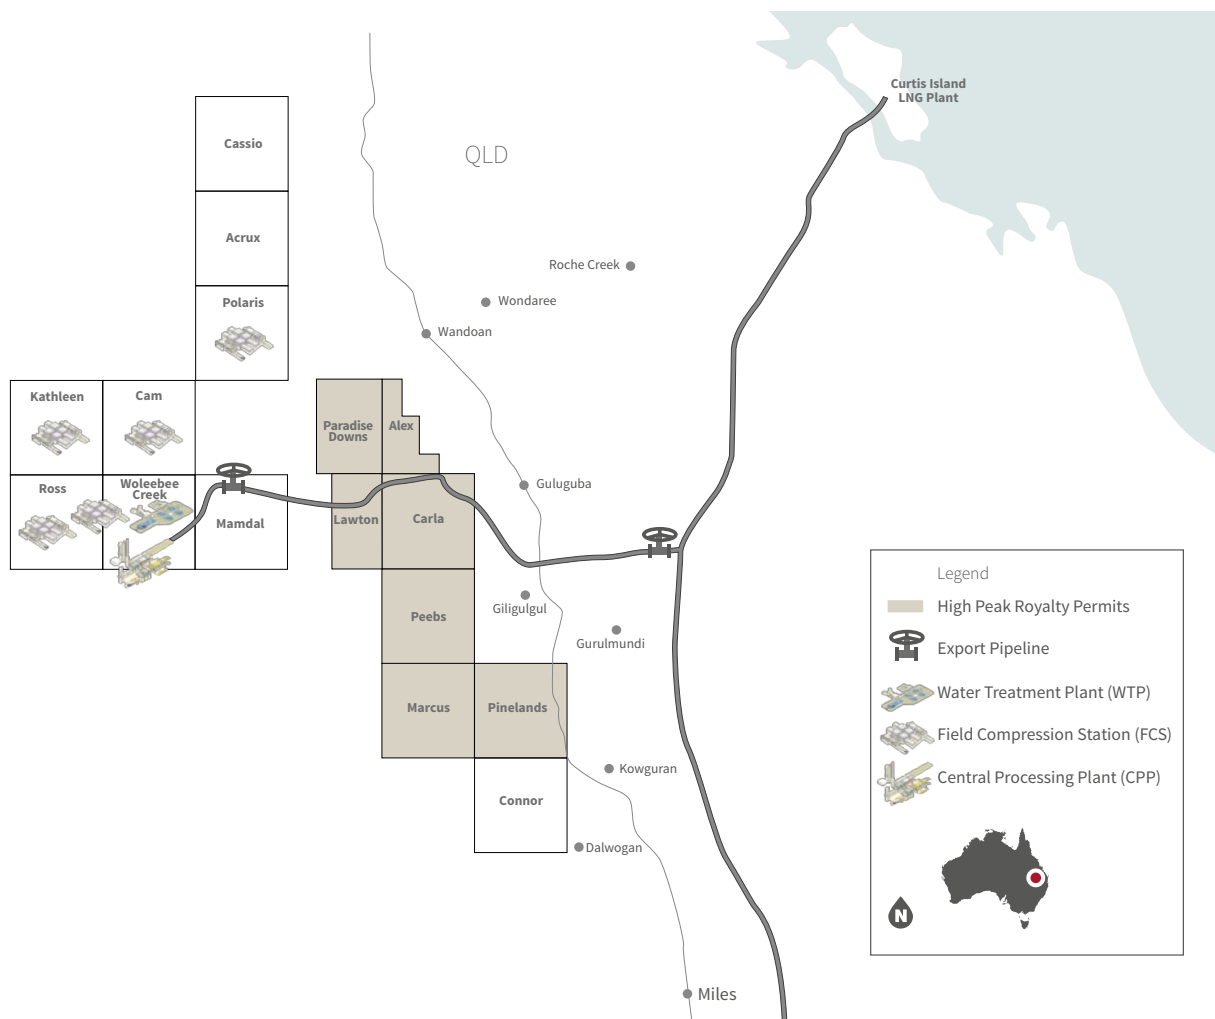 Curtis Island
LNG Plant
Cassio
QLD
Acrux
Roche Creek
Polaris
Wondaree
Wandoan
Kathleen
Cam
Paradise
Downs
Alex
Ross
Woleebee
Creek
Guluguba
Mamdal
Lawton
Carla
Giligulgul
Peebs
Gurulmundi
Marcus
Pinelands
Kowguran
Connor
Dalwogan
Miles
Legend
High Peak Royalty Permits
Export Pipeline
Water Treatment Plant (WTP)
Field Compression Station (FCS)
Central Processing Plant (CPP)
N